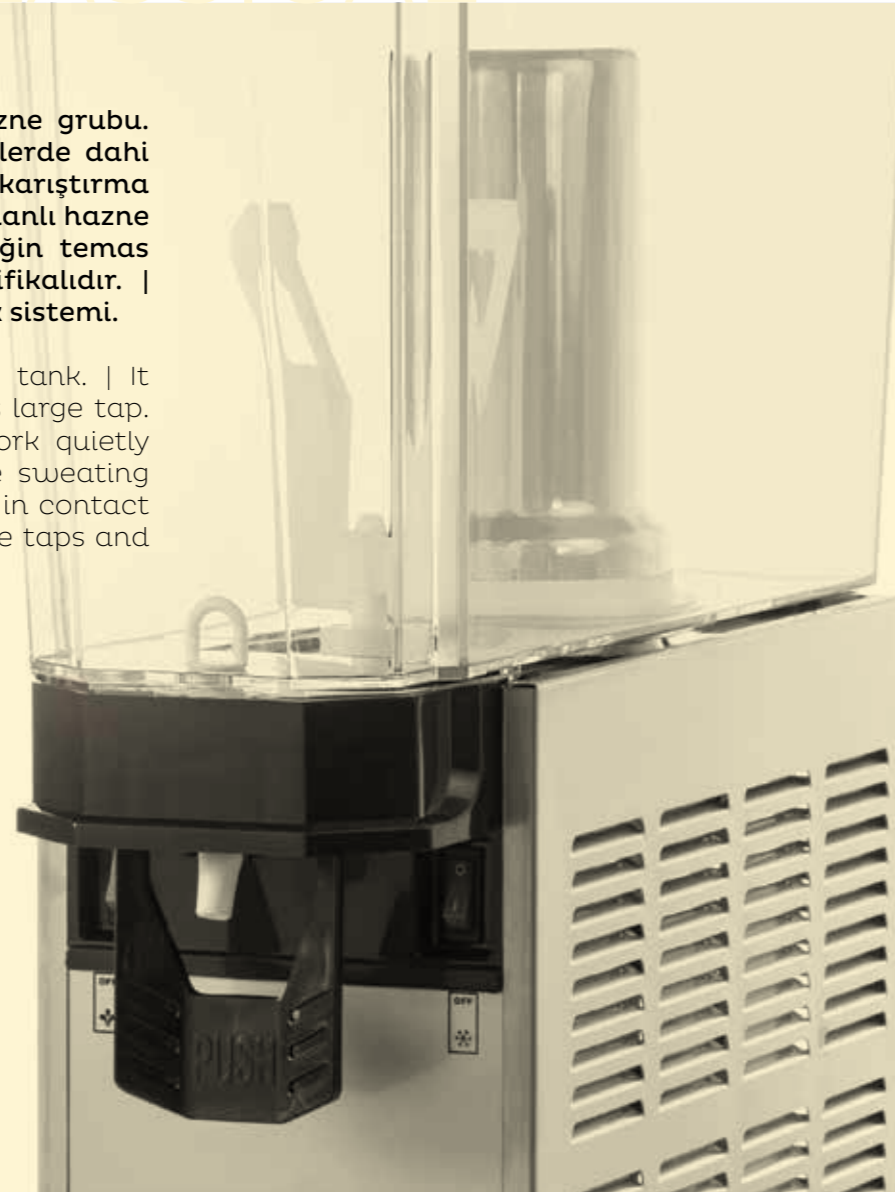 zne grubu.
lerde dahi
karıştırma
anlı hazne
ğin temas
ifikalıdır. |
sistemi.
tank. | It
large tap.
ork quietly
sweating
in contact
e taps and
OFF
OFF
PUSH